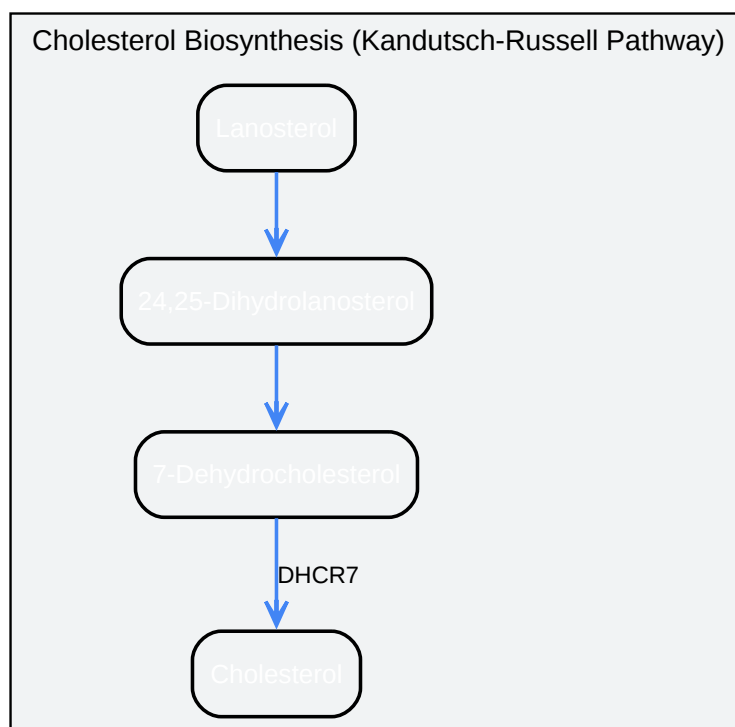 Cholesterol Biosynthesis (Kandutsch-Russell Pathway)
Lanosterol
24,25-Dihydrolanosterol
7-Dehydrocholesterol
DHCR7
Cholesterol